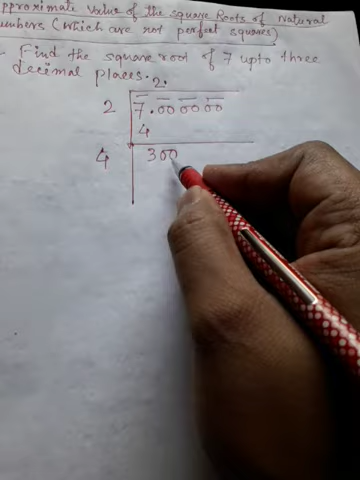 pproximate Value of the square Roots of Natural
umbers (which are not perfect squares)
Find the square root of 7 upto three
decimal places.
2.
2 7.00 00 00
4
4 300